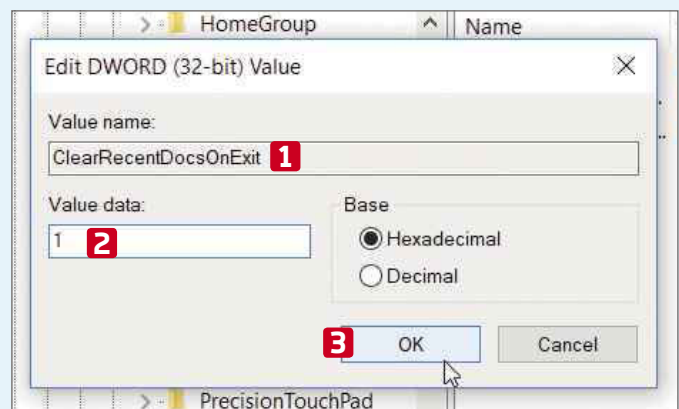 HomeGroup
Name
Edit DWORD (32-bit) Value
Value name:
ClearRecentDocsOnExit 1
Value data:
1 2
Base
Hexadecimal
Decimal
3 OK
Cancel
PrecisionTouchPad